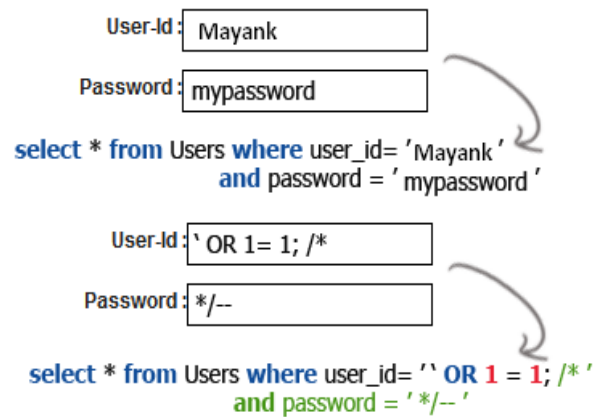 User-Id : Mayank
Password : mypassword
select * from Users where user_id= ‘Mayank’
and password = ‘ mypassword ’
User-Id : ‘ OR 1= 1; /*
Password : */--
select * from Users where user_id= ‘‘ OR 1 = 1; /* ’
and password = ‘ */-- ’